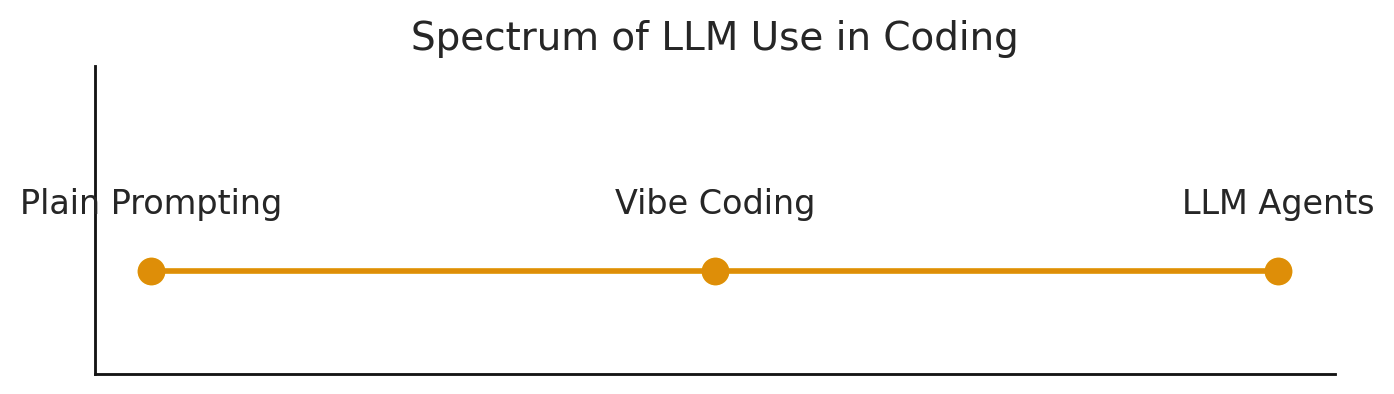 Spectrum of LLM Use in Coding
Plain Prompting
Vibe Coding
LLM Agents